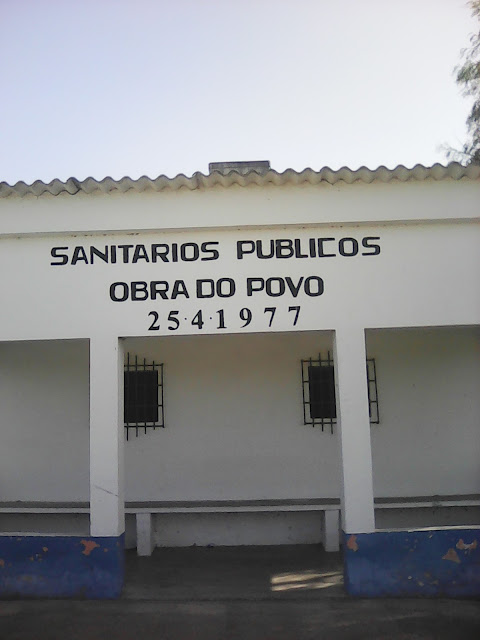 SANITARIOS PUBLICOS
OBRA DO POVO
25·4·1977